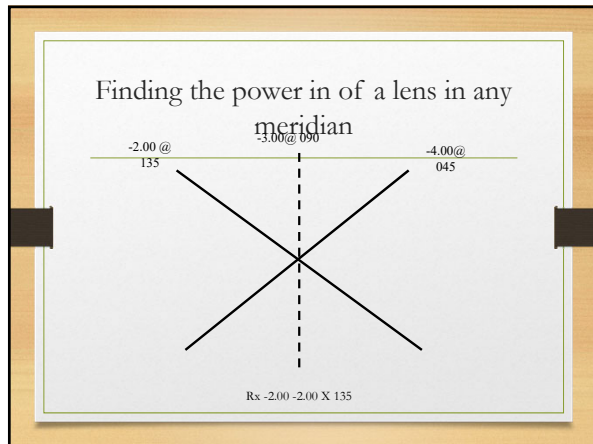 Finding the power in of a lens in any
meridian
-3.00@ 090
-2.00 @
135
-4.00@
045
Rx -2.00 -2.00 X 135